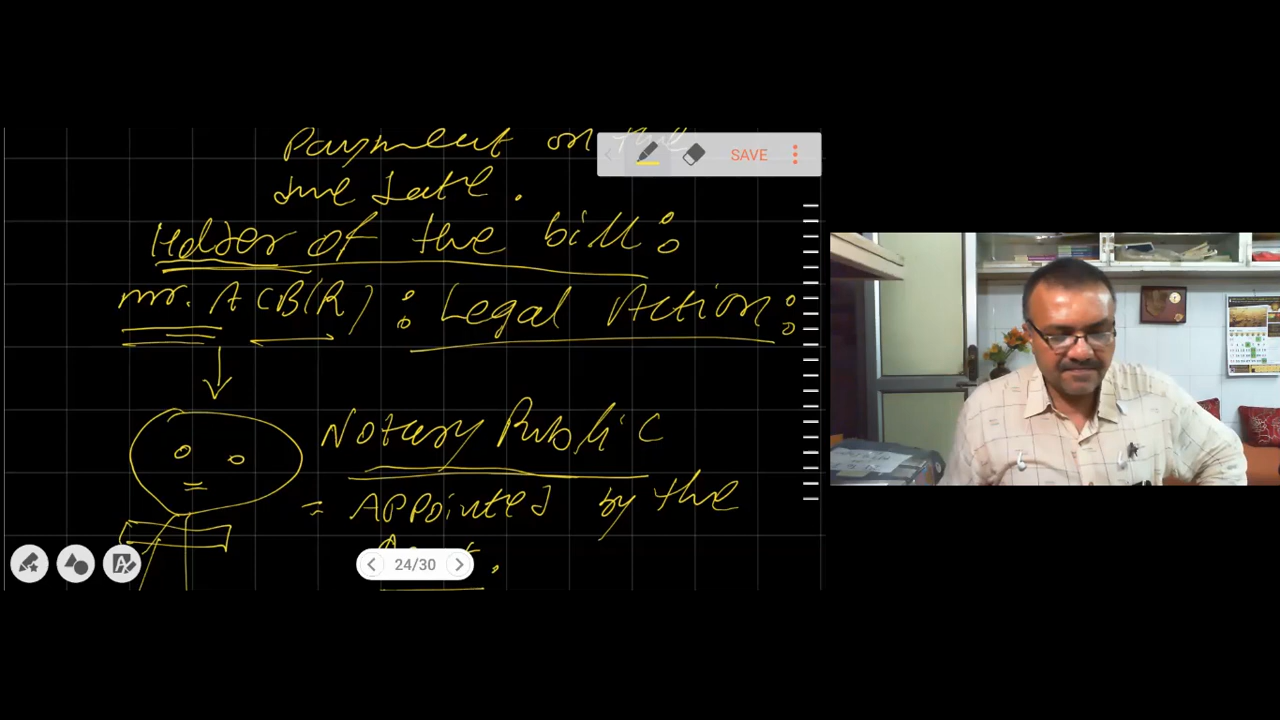 Payment on the
due date.
Holder of the bill:
mr. A (B/R) : Legal Action:
Notary Public
= Appointed by the
24/30
SAVE